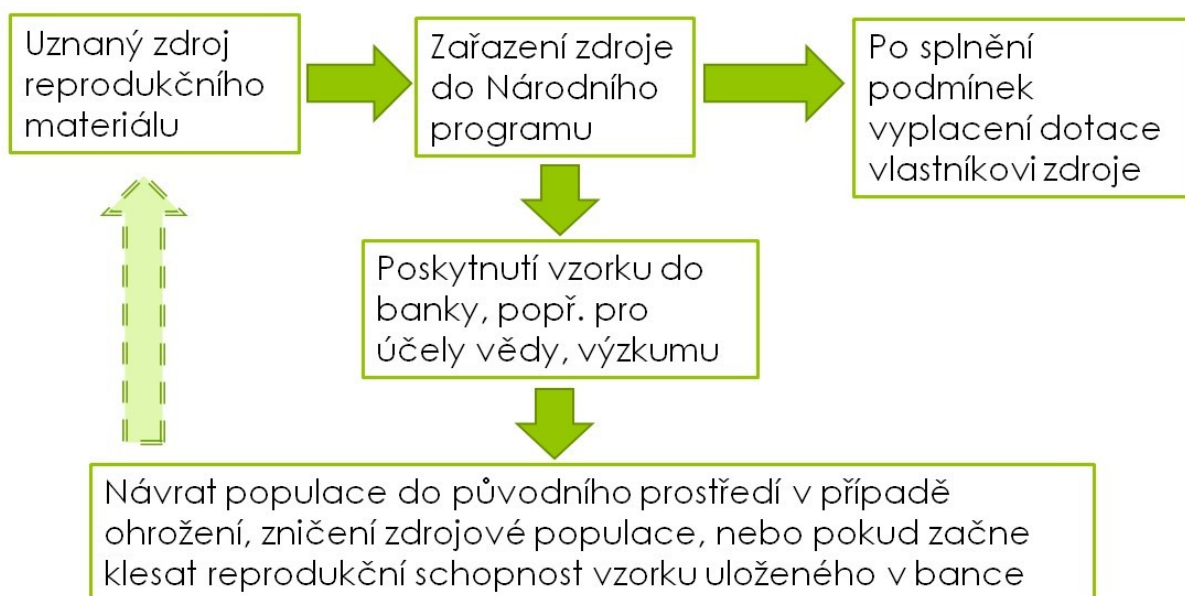 Uznaný zdroj
reprodukčního
materiálu
Zařazení zdroje
do Národního
programu
Po splnění
podmínek
vyplacení dotace
vlastníkovi zdroje
Poskytnutí vzorku do
banky, popř. pro
účely vědy, výzkumu
Návrat populace do původního prostředí v případě
ohrožení, zničení zdrojové populace, nebo pokud začne
klesat reprodukční schopnost vzorku uloženého v bance